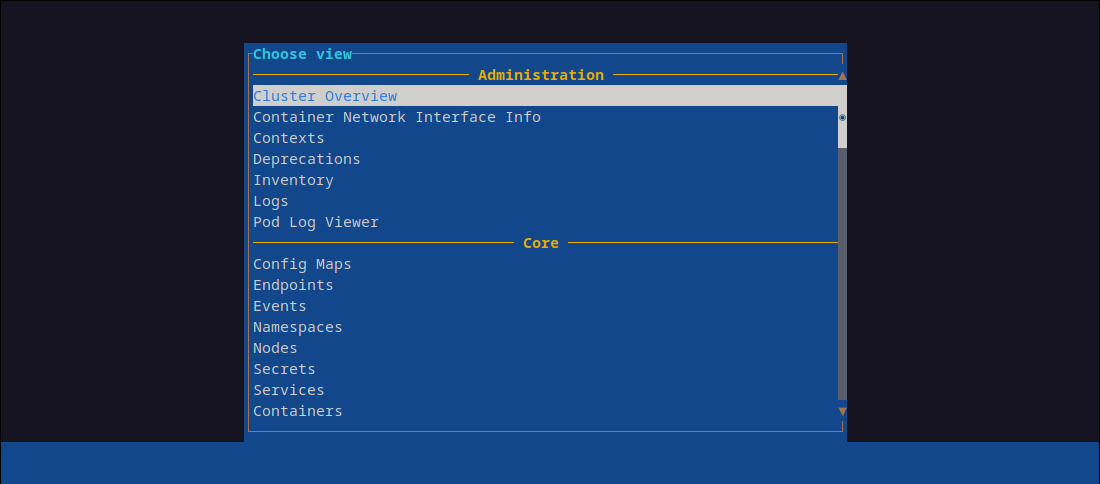 Choose view
Administration
Cluster Overview
Container Network Interface Info
Contexts
Deprecations
Inventory
Logs
Pod Log Viewer
Core
Config Maps
Endpoints
Events
Namespaces
Nodes
Secrets
Services
Containers